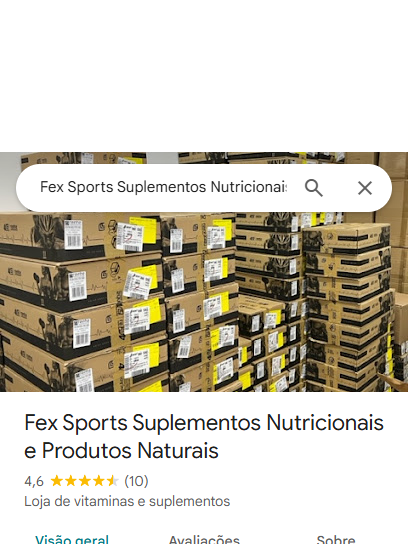 Fex Sports Suplementos Nutricionais
Fex Sports Suplementos Nutricionais
e Produtos Naturais
4,6 (10)
Loja de vitaminas e suplementos
Visão geral Avaliações Sobre